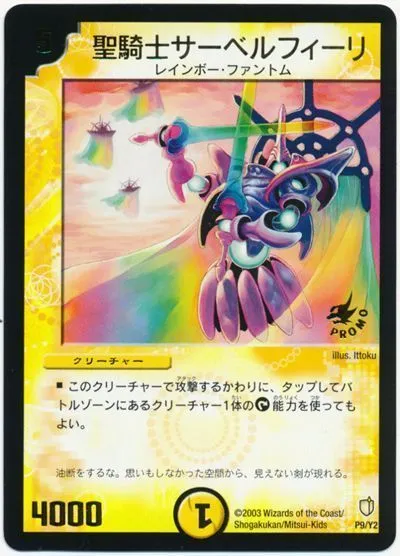 5
聖騎士サーベルフィーリ
レインボー・ファントム
PROMO
illus. Ittoku
クリーチャー
■ このクリーチャーで攻撃するかわりに、タップしてバ
トルゾーンにあるクリーチャー1体の能力を使っても
よい。
油断をするな。思いもしなかった空間から、見えない剣が現れる。
4000
1
©2003 Wizards of the Coast/
Shogakukan/Mitsui-Kids
P9/Y2